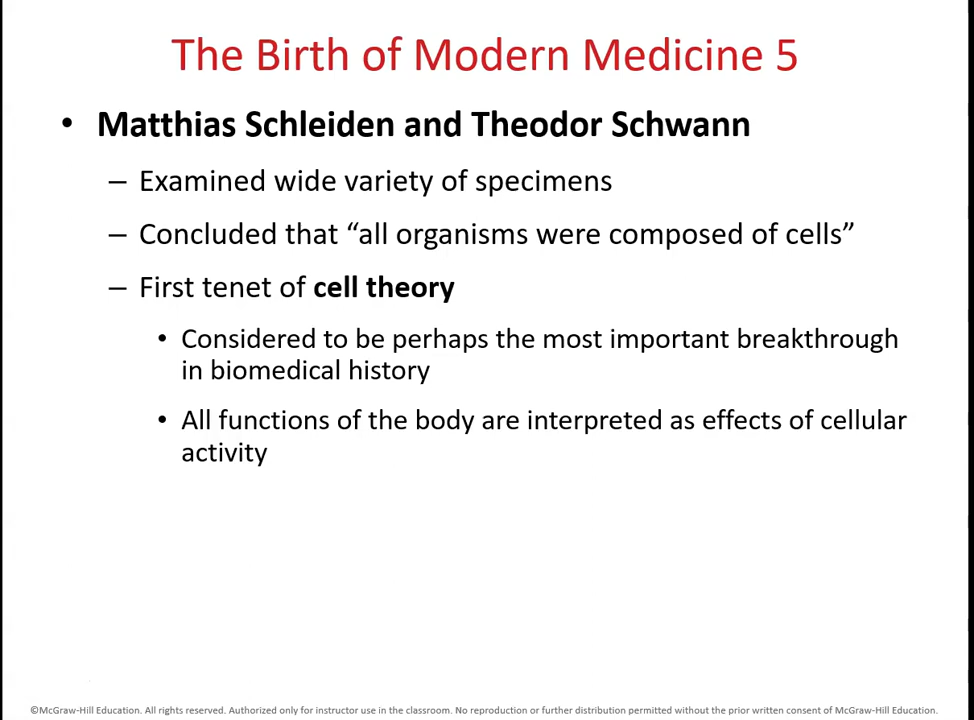 The Birth of Modern Medicine 5
• Matthias Schleiden and Theodor Schwann
– Examined wide variety of specimens
– Concluded that “all organisms were composed of cells”
– First tenet of cell theory
• Considered to be perhaps the most important breakthrough
in biomedical history
• All functions of the body are interpreted as effects of cellular
activity
©McGraw-Hill Education. All rights reserved. Authorized only for instructor use in the classroom. No reproduction or further distribution permitted without the prior written consent of McGraw-Hill Education.